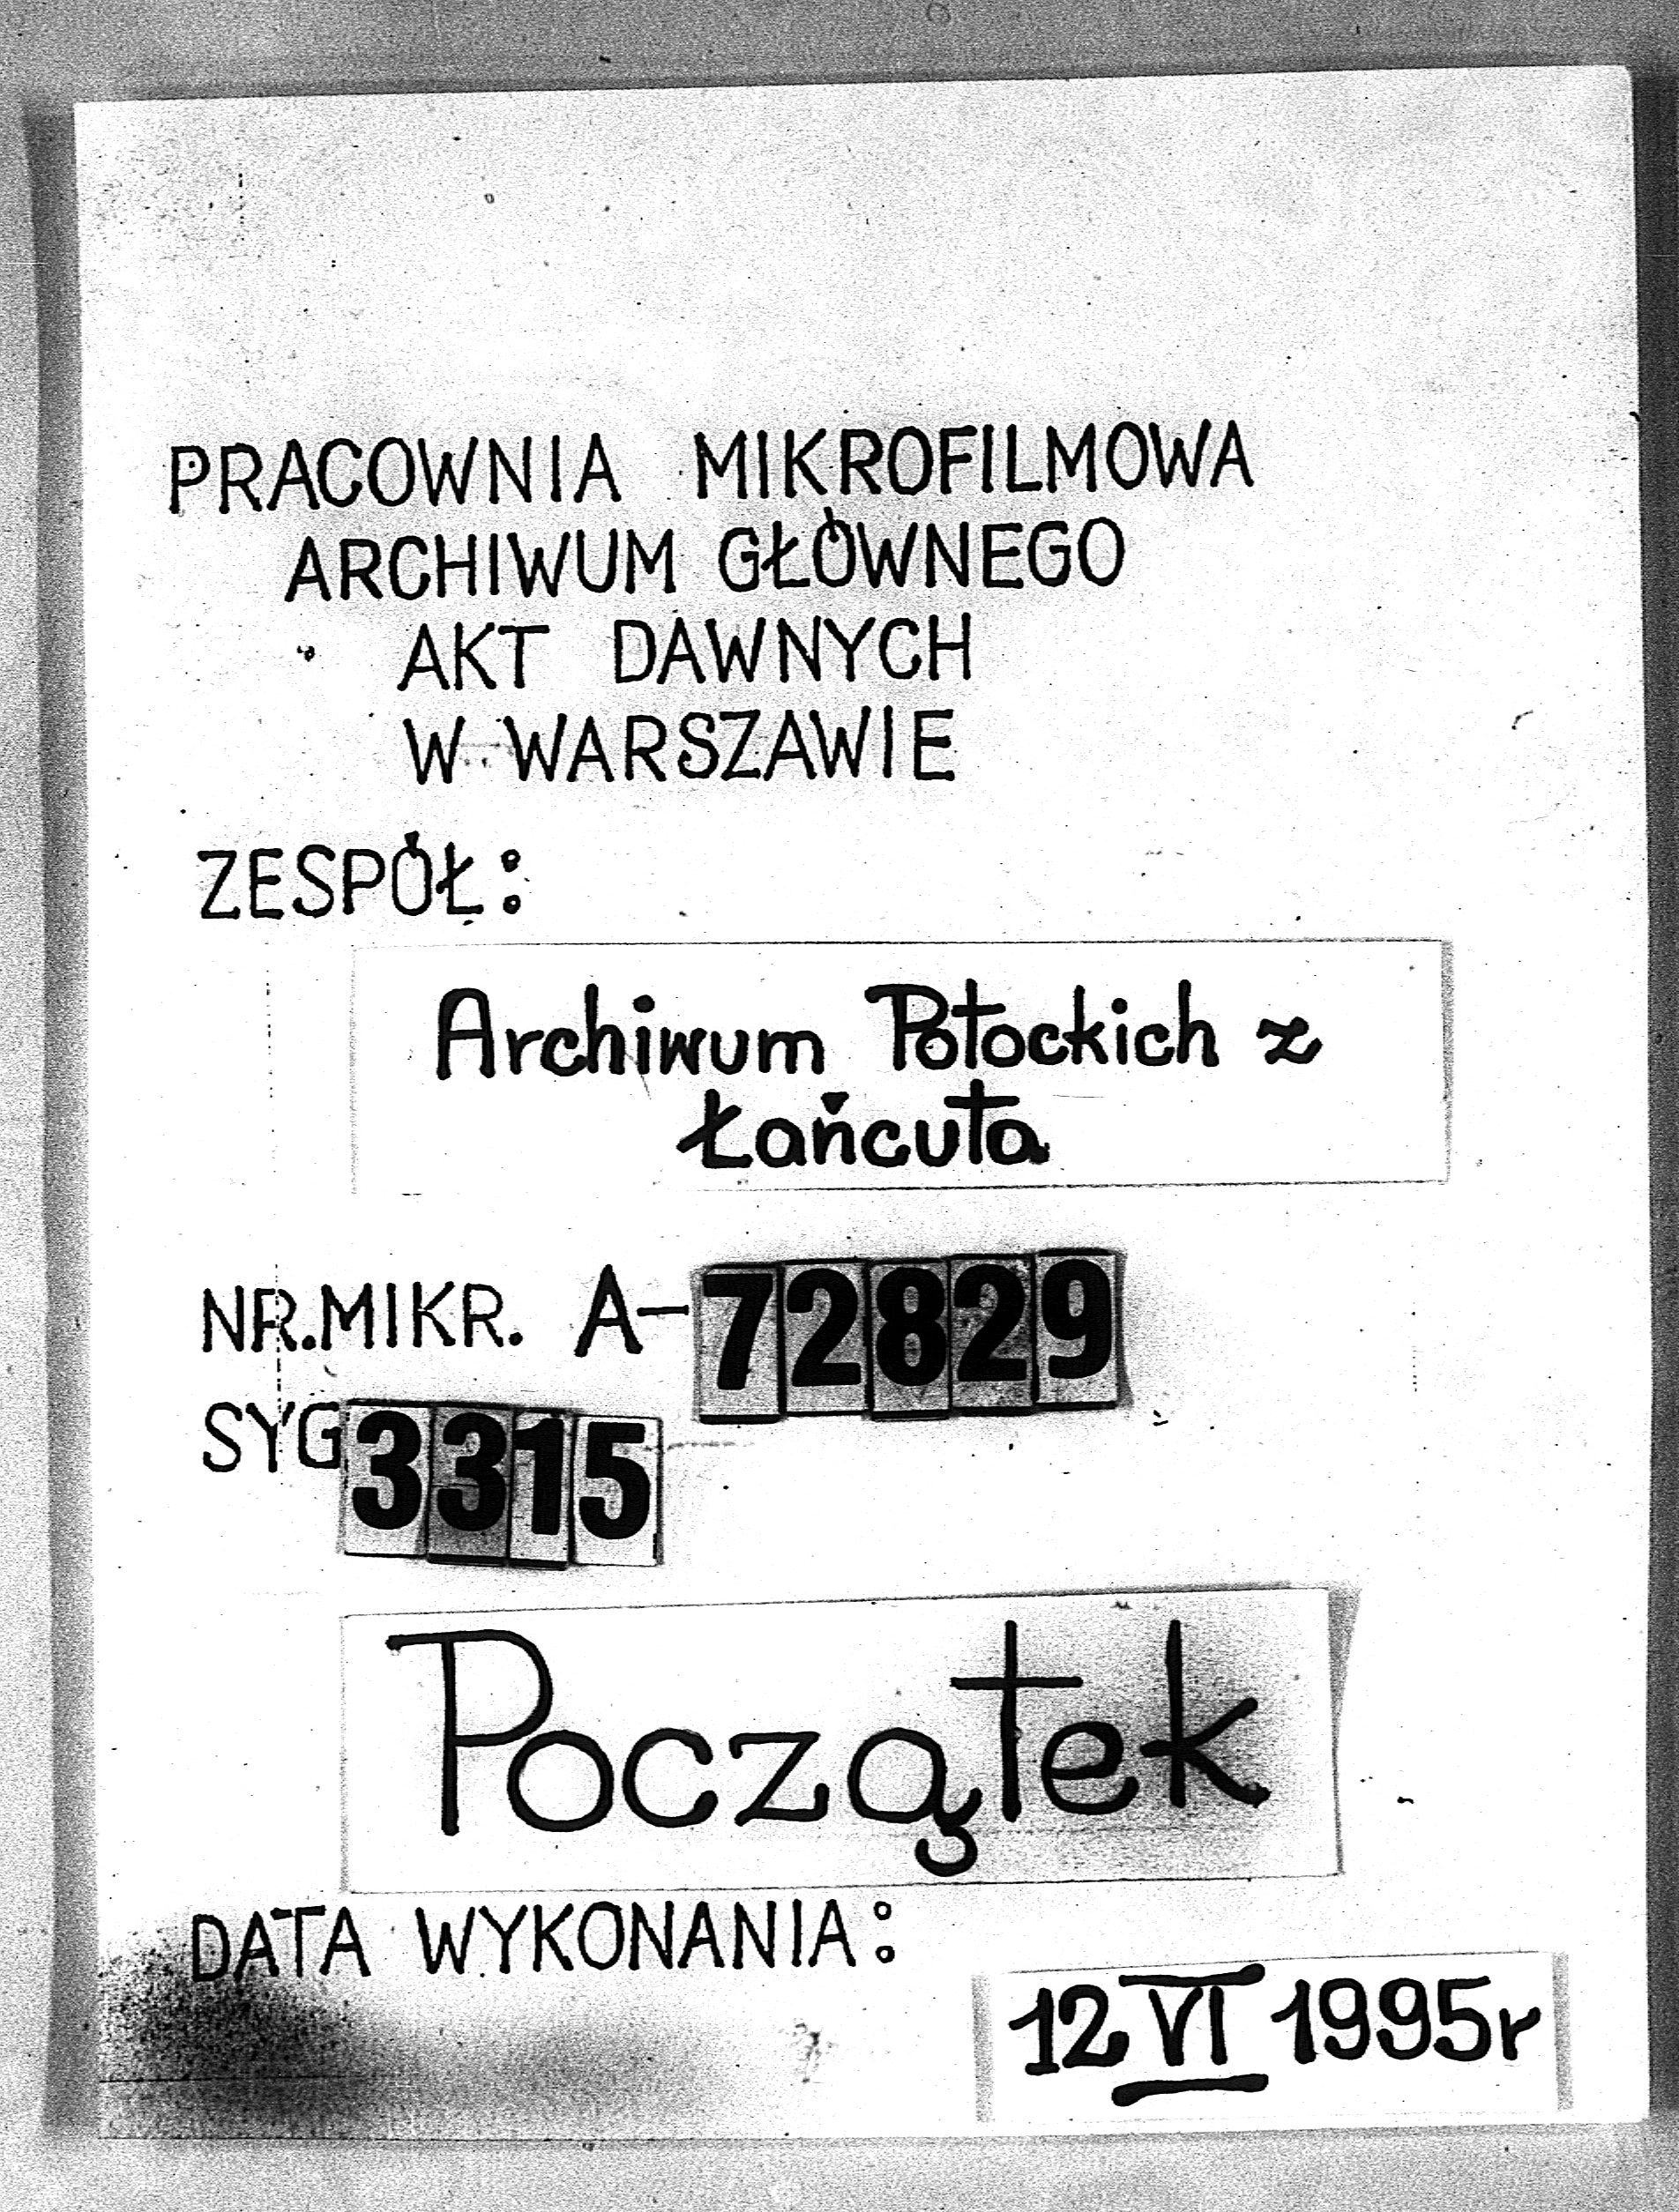 PRACOWNIA MIKROFILMOWA
ARCHIWUM GŁÓWNEGO
AKT DAWNYCH
W WARSZAWIE
ZESPÓŁ:
Archiwum Potockich z
Łańcuta
NR.MIKR. A-72829
SYG 3315
Początek
DATA WYKONANIA:
12 VI 1995r